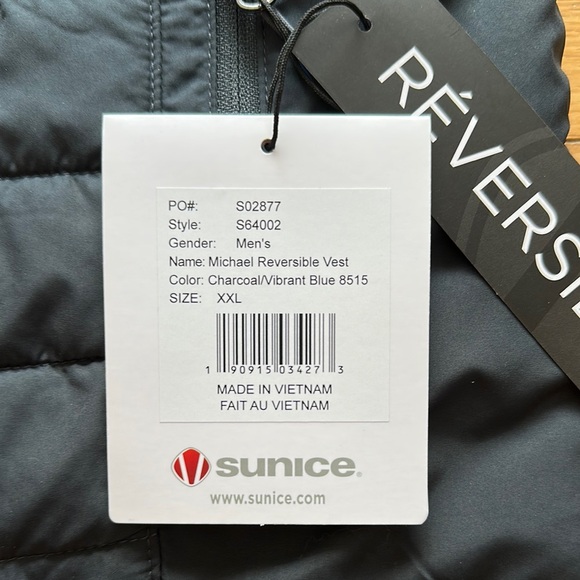 RÉVERSI
PO#: S02877
Style: S64002
Gender: Men's
Name: Michael Reversible Vest
Color: Charcoal/Vibrant Blue 8515
SIZE: XXL
1 90915 03427 3
MADE IN VIETNAM
FAIT AU VIETNAM
sunice®
www.sunice.com